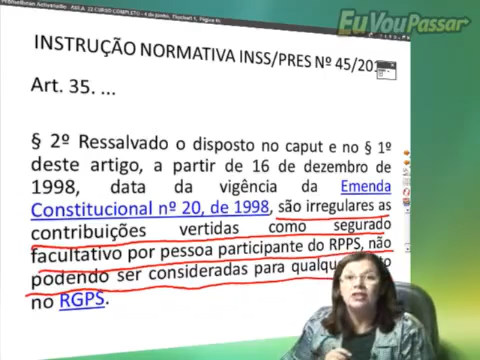 EuVouPassar
INSTRUÇÃO NORMATIVA INSS/PRES Nº 45/201
Art. 35. ...
§ 2º Ressalvado o disposto no caput e no § 1º
deste artigo, a partir de 16 de dezembro de
1998, data da vigência da Emenda
Constitucional nº 20, de 1998, são irregulares as
contribuições vertidas como segurado
facultativo por pessoa participante do RPPS, não
podendo ser consideradas para
no RGPS.